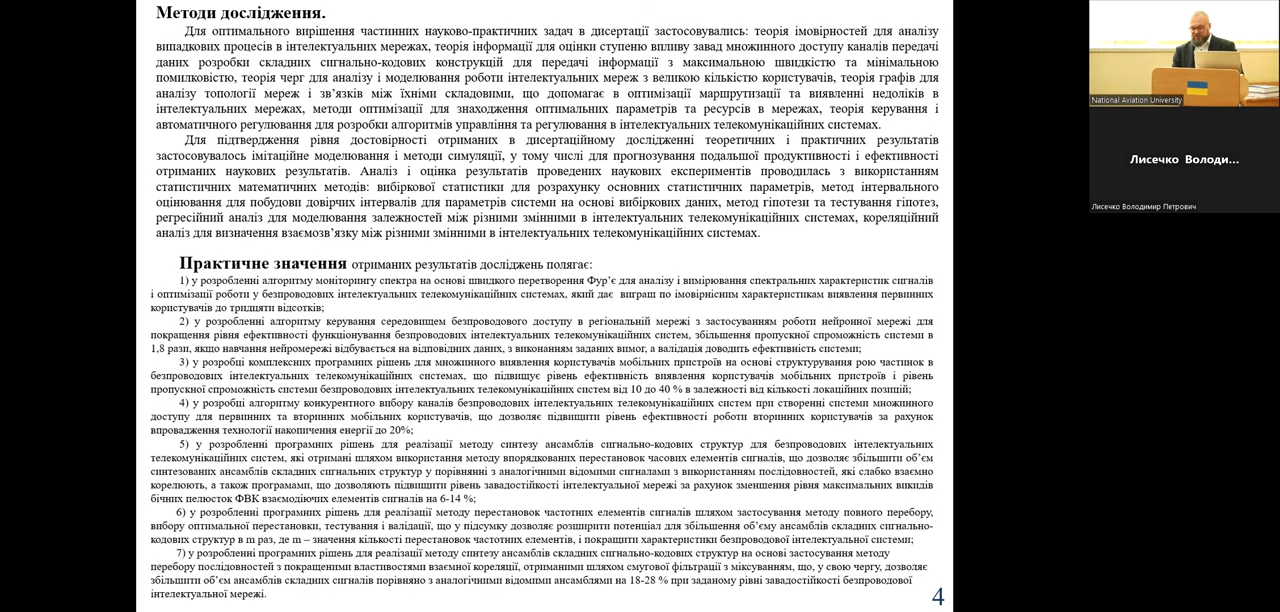 Методи дослідження.
Для оптимального вирішення частинних науково-практичних задач в дисертації застосовувались: теорія імовірностей для аналізу
випадкових процесів в інтелектуальних мережах, теорія інформації для оцінки ступеню впливу завад множинного доступу каналів передачі
даних розробки складних сигнально-кодових конструкцій для передачі інформації з максимальною швидкістю та мінімальною
помилковістю, теорія черг для аналізу і моделювання роботи інтелектуальних мереж з великою кількістю користувачів, теорія графів для
аналізу топології мереж і зв’язків між їхніми складовими, що допомагає в оптимізації маршрутизації та виявленні недоліків в
інтелектуальних мережах, методи оптимізації для знаходження оптимальних параметрів та ресурсів в мережах, теорія керування і
автоматичного регулювання для розробки алгоритмів управління та регулювання в інтелектуальних телекомунікаційних системах.
Для підтвердження рівня достовірності отриманих в дисертаційному дослідженні теоретичних і практичних результатів
застосовувалось імітаційне моделювання і методи симуляції, у тому числі для прогнозування подальшої продуктивності і ефективності
отриманих наукових результатів. Аналіз і оцінка результатів проведених наукових експериментів проводилась з використанням
статистичних математичних методів: вибіркової статистики для розрахунку основних статистичних параметрів, метод інтервального
оцінювання для побудови довірчих інтервалів для параметрів системи на основі вибіркових даних, метод гіпотези та тестування гіпотез,
регресійний аналіз для моделювання залежностей між різними змінними в інтелектуальних телекомунікаційних системах, кореляційний
аналіз для визначення взаємозв’язку між різними змінними в інтелектуальних телекомунікаційних системах.
Практичне значення отриманих результатів досліджень полягає:
1) у розробленні алгоритму моніторингу спектра на основі швидкого перетворення Фур’є для аналізу і вимірювання спектральних характеристик сигналів
і оптимізації роботи у безпроводових інтелектуальних телекомунікаційних системах, який дає виграш по імовірнісним характеристикам виявлення первинних
користувачів до тридцяти відсотків;
2) у розробленні алгоритму керування середовищем безпроводового доступу в регіональній мережі з застосуванням роботи нейронної мережі для
покращення рівня ефективності функціонування безпроводових інтелектуальних телекомунікаційних систем, збільшення пропускної спроможність системи в
1,8 рази, якщо навчання нейромережі відбувається на відповідних даних, з виконанням заданих вимог, а валідація доводить ефективність системи;
3) у розробці комплексних програмних рішень для множинного виявлення користувачів мобільних пристроїв на основі структурування рою частинок в
безпроводових інтелектуальних телекомунікаційних системах, що підвищує рівень ефективність виявлення користувачів мобільних пристроїв і рівень
пропускної спроможність системи безпроводових інтелектуальних телекомунікаційних систем від 10 до 40 % в залежності від кількості локаційних позицій;
4) у розробці алгоритму конкурентного вибору каналів безпроводових інтелектуальних телекомунікаційних систем при створенні системи множинного
доступу для первинних та вторинних мобільних користувачів, що дозволяє підвищити рівень ефективності роботи вторинних користувачів за рахунок
впровадження технології накопичення енергії до 20%;
5) у розробленні програмних рішень для реалізації методу синтезу ансамблів сигнально-кодових структур для безпроводових інтелектуальних
телекомунікаційних систем, які отримані шляхом використання методу впорядкованих перестановок часових елементів сигналів, що дозволяє збільшити об’єм
синтезованих ансамблів складних сигнальних структур у порівнянні з аналогічними відомими сигналами з використанням послідовностей, які слабко взаємно
корелюють, а також програмами, що дозволяють підвищити рівень завадостійкості інтелектуальної мережі за рахунок зменшення рівня максимальних викидів
бічних пелюсток ФВК взаємодіючих елементів сигналів на 6-14 %;
6) у розробленні програмних рішень для реалізації методу перестановок частотних елементів сигналів шляхом застосування методу повного перебору,
вибору оптимальної перестановки, тестування і валідації, що у підсумку дозволяє розширити потенціал для збільшення об’єму ансамблів складних сигнально-
кодових структур в m раз, де m – значення кількості перестановок частотних елементів, і покращити характеристики безпроводової інтелектуальної системи;
7) у розробленні програмних рішень для реалізації методу синтезу ансамблів складних сигнально-кодових структур на основі застосування методу
перебору послідовностей з покращеними властивостями взаємної кореляції, отриманими шляхом смугової фільтрації з міксуванням, що, у свою чергу, дозволяє
збільшити об’єм ансамблів складних сигналів порівняно з аналогічними відомими ансамблями на 18-28 % при заданому рівні завадостійкості безпроводової
інтелектуальної мережі.
4
National Aviation University
Лисечко Володи...
Лисечко Володимир Петрович